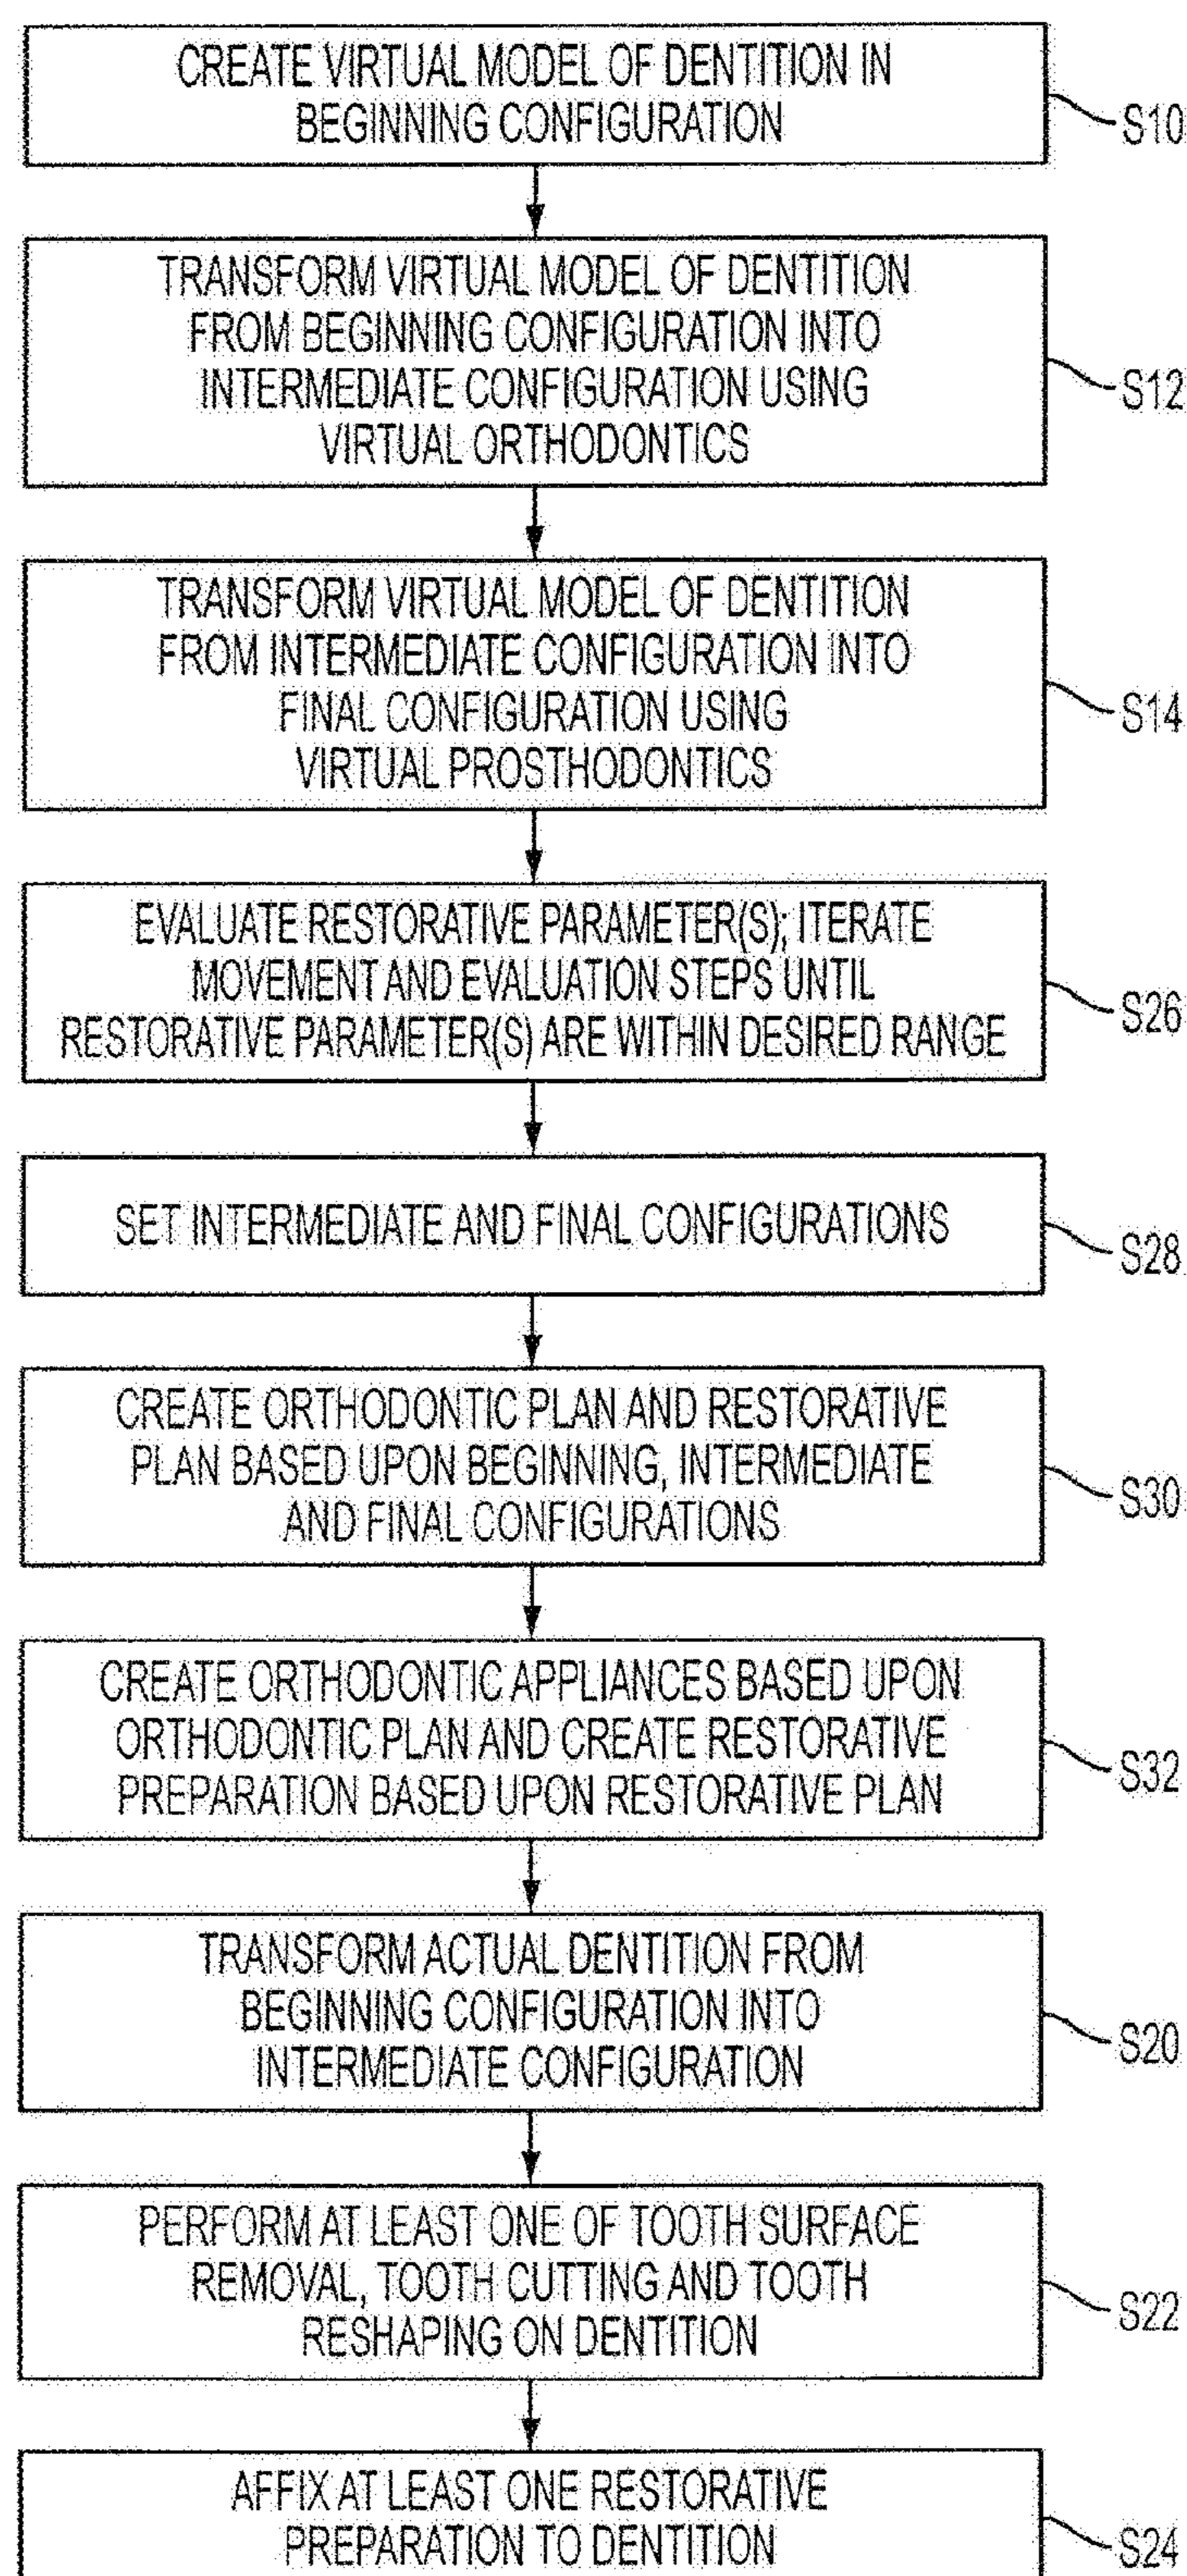 CREATE VIRTUAL MODEL OF DENTITION IN
BEGINNING CONFIGURATION
S10
TRANSFORM VIRTUAL MODEL OF DENTITION
FROM BEGINNING CONFIGURATION INTO
INTERMEDIATE CONFIGURATION USING
VIRTUAL ORTHODONTICS
S12
TRANSFORM VIRTUAL MODEL OF DENTITION
FROM INTERMEDIATE CONFIGURATION INTO
FINAL CONFIGURATION USING
VIRTUAL PROSTHODONTICS
S14
EVALUATE RESTORATIVE PARAMETER(S); ITERATE
MOVEMENT AND EVALUATION STEPS UNTIL
RESTORATIVE PARAMETER(S) ARE WITHIN DESIRED RANGE
S26
SET INTERMEDIATE AND FINAL CONFIGURATIONS
S28
CREATE ORTHODONTIC PLAN AND RESTORATIVE
PLAN BASED UPON BEGINNING, INTERMEDIATE
AND FINAL CONFIGURATIONS
S30
CREATE ORTHODONTIC APPLIANCES BASED UPON
ORTHODONTIC PLAN AND CREATE RESTORATIVE
PREPARATION BASED UPON RESTORATIVE PLAN
S32
TRANSFORM ACTUAL DENTITION FROM
BEGINNING CONFIGURATION INTO
INTERMEDIATE CONFIGURATION
S20
PERFORM AT LEAST ONE OF TOOTH SURFACE
REMOVAL, TOOTH CUTTING AND TOOTH
RESHAPING ON DENTITION
S22
AFFIX AT LEAST ONE RESTORATIVE
PREPARATION TO DENTITION
S24